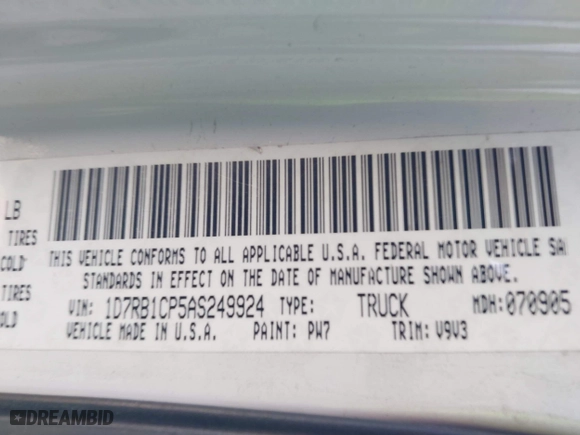 LB
TIRES
COLD
THIS VEHICLE CONFORMS TO ALL APPLICABLE U.S.A. FEDERAL MOTOR VEHICLE SA
STANDARDS IN EFFECT ON THE DATE OF MANUFACTURE SHOWN ABOVE.
TIRES
VIN: 1D7RB1CP5AS249924 TYPE: TRUCK MDH:070905
OLD
VEHICLE MADE IN U.S.A. PAINT: PW7 TRIM: V9V3
DREAMBID